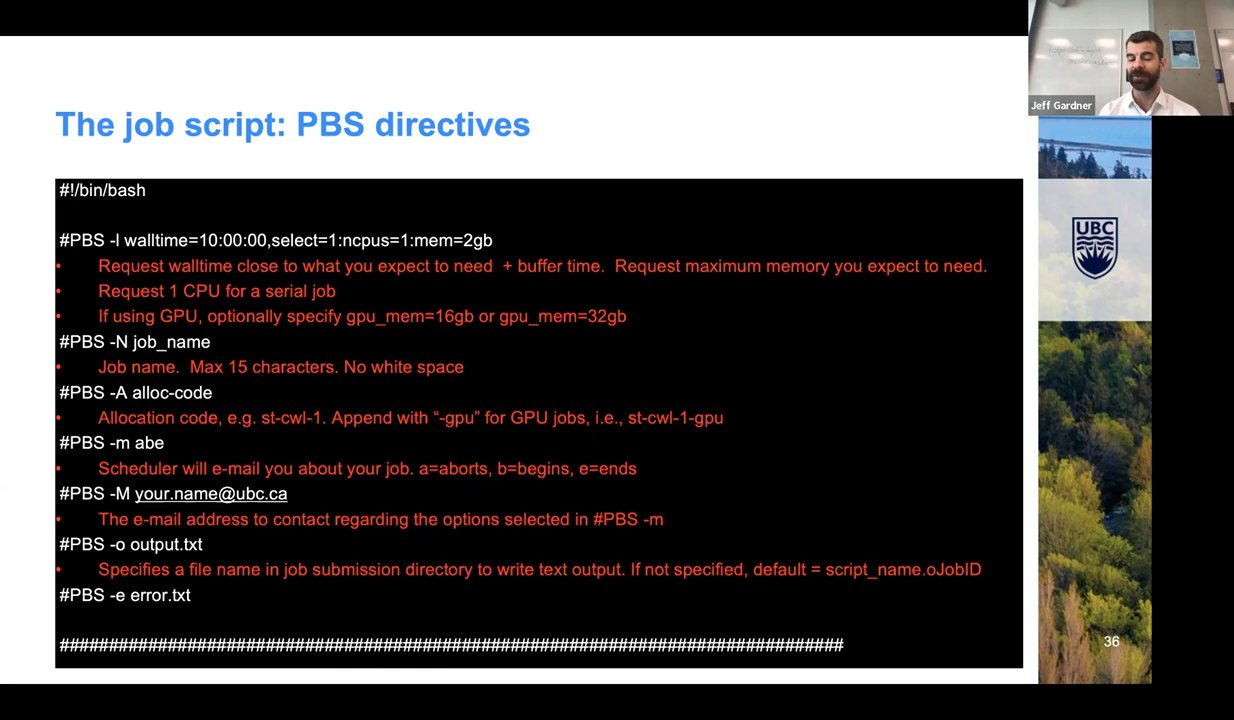 Jeff Gardner
The job script: PBS directives
UBC
#!/bin/bash
#PBS -l walltime=10:00:00,select=1:ncpus=1:mem=2gb
• Request walltime close to what you expect to need + buffer time. Request maximum memory you expect to need.
• Request 1 CPU for a serial job
• If using GPU, optionally specify gpu_mem=16gb or gpu_mem=32gb
#PBS -N job_name
• Job name. Max 15 characters. No white space
#PBS -A alloc-code
• Allocation code, e.g. st-cwl-1. Append with “-gpu” for GPU jobs, i.e., st-cwl-1-gpu
#PBS -m abe
• Scheduler will e-mail you about your job. a=aborts, b=begins, e=ends
#PBS -M your.name@ubc.ca
• The e-mail address to contact regarding the options selected in #PBS -m
#PBS -o output.txt
• Specifies a file name in job submission directory to write text output. If not specified, default = script_name.oJobID
#PBS -e error.txt
###############################################################################
36